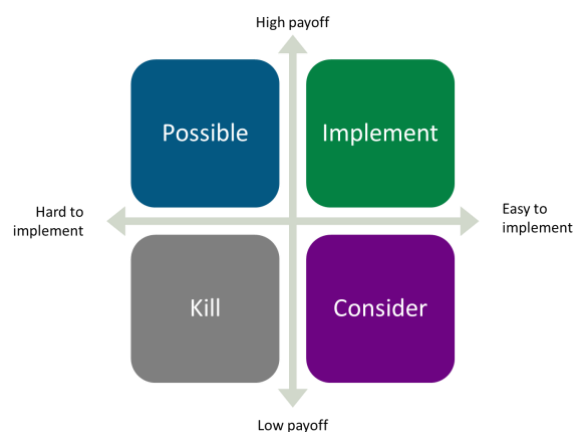 High payoff
Possible
Implement
Hard to
implement
Easy to
implement
Kill
Consider
Low payoff